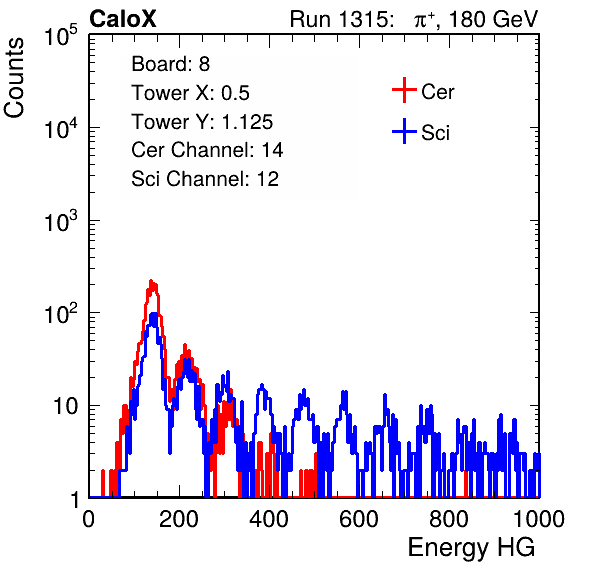 CaloX Run 1315: π⁺, 180 GeV
Counts
10⁵
10⁴
10³
10²
10
1
Board: 8
Tower X: 0.5
Tower Y: 1.125
Cer Channel: 14
Sci Channel: 12
Cer
Sci
0 200 400 600 800 1000
Energy HG